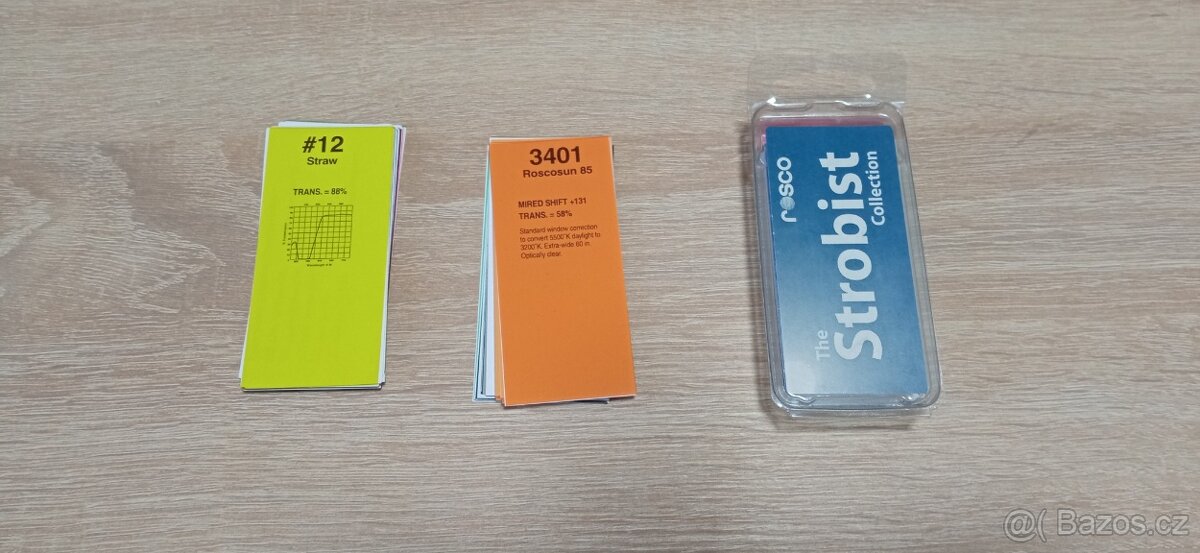 #12
Straw
TRANS. = 88%
3401
Roscosun 85
MIRED SHIFT +131
TRANS. = 58%
Standard window correction
to convert 5500°K daylight to
3200°K. Extra-wide 60 in.
Optically clear.
rosco
The
Strobist
Collection
@( Bazos.cz